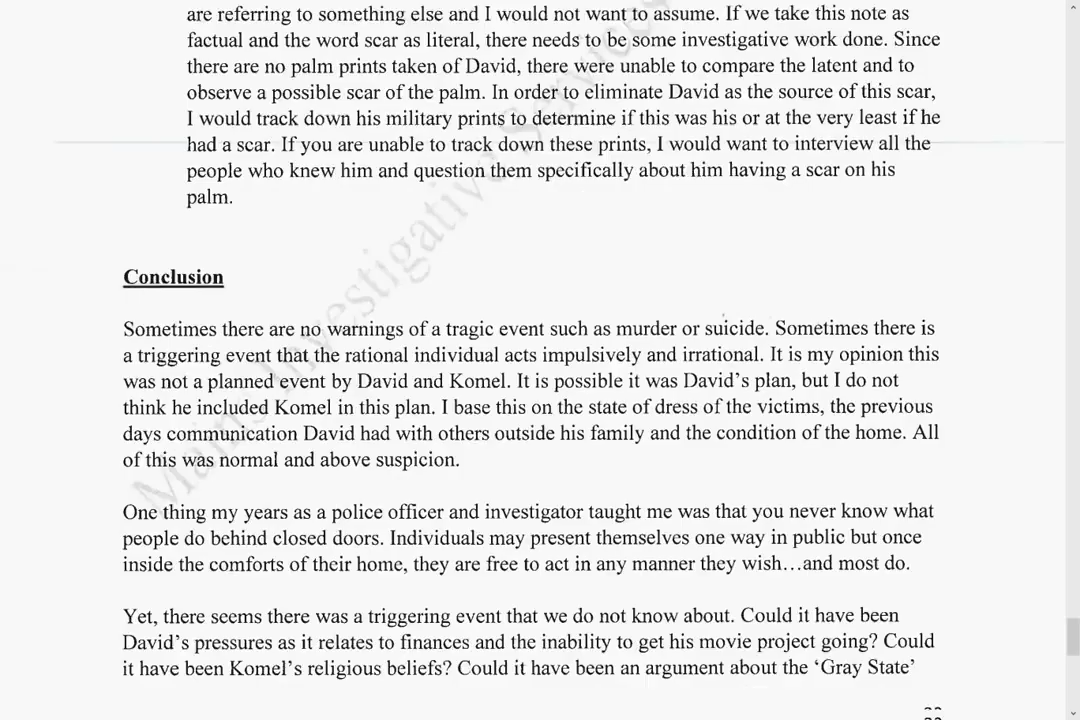 are referring to something else and I would not want to assume. If we take this note as
factual and the word scar as literal, there needs to be some investigative work done. Since
there are no palm prints taken of David, there were unable to compare the latent and to
observe a possible scar of the palm. In order to eliminate David as the source of this scar,
I would track down his military prints to determine if this was his or at the very least if he
had a scar. If you are unable to track down these prints, I would want to interview all the
people who knew him and question them specifically about him having a scar on his
palm.
Conclusion
Sometimes there are no warnings of a tragic event such as murder or suicide. Sometimes there is
a triggering event that the rational individual acts impulsively and irrational. It is my opinion this
was not a planned event by David and Komel. It is possible it was David's plan, but I do not
think he included Komel in this plan. I base this on the state of dress of the victims, the previous
days communication David had with others outside his family and the condition of the home. All
of this was normal and above suspicion.
One thing my years as a police officer and investigator taught me was that you never know what
people do behind closed doors. Individuals may present themselves one way in public but once
inside the comforts of their home, they are free to act in any manner they wish…and most do.
Yet, there seems there was a triggering event that we do not know about. Could it have been
David's pressures as it relates to finances and the inability to get his movie project going? Could
it have been Komel's religious beliefs? Could it have been an argument about the 'Gray State'